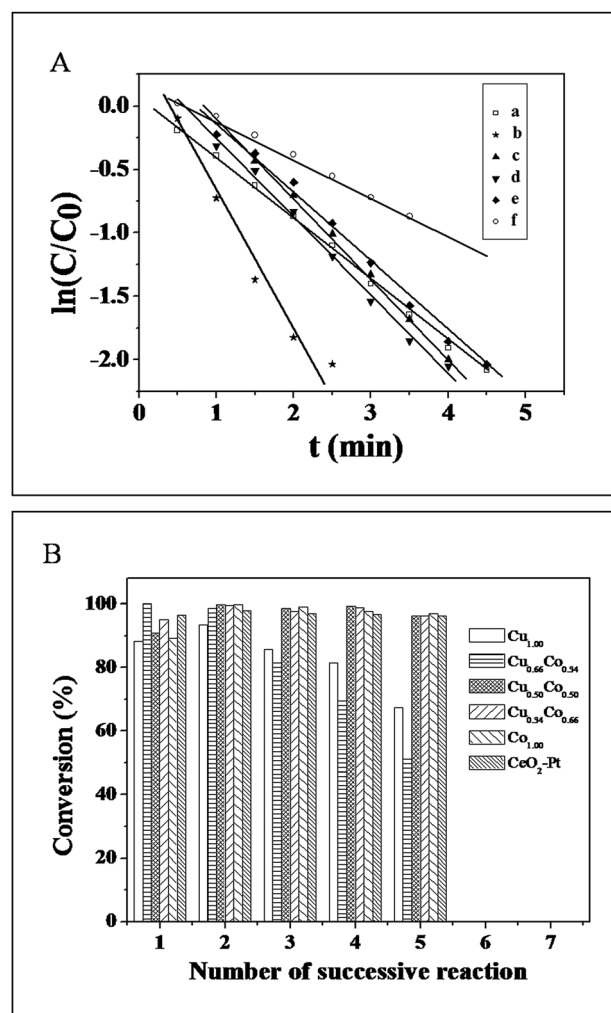 A
ln(C/C0)
0.0
-0.5
-1.0
-1.5
-2.0
0 1 2 3 4 5
t (min)
a
b
c
d
e
f
B
Conversion (%)
100
80
60
40
20
0
1 2 3 4 5 6 7
Number of successive reaction
Cu1.00
Cu0.66Co0.34
Cu0.50Co0.50
Cu0.34Co0.66
Co1.00
CeO2-Pt